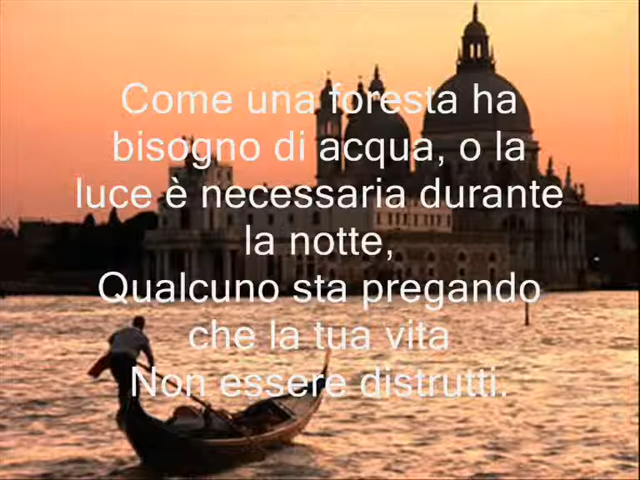 Come una foresta ha
bisogno di acqua, o la
luce è necessaria durante
la notte,
Qualcuno sta pregando
che la tua vita
Non essere distrutti.